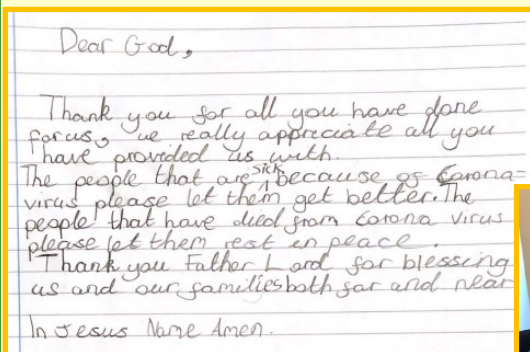 Dear God,
Thank you for all you have done
for us, we really appreciate all you
have provided us with.
The people that are sick because of Corona-
virus please let them get better. The
people that have died from Corona Virus
please let them rest in peace.
Thank you Father Lord for blessing
us and our families both far and near
In Jesus Name Amen.